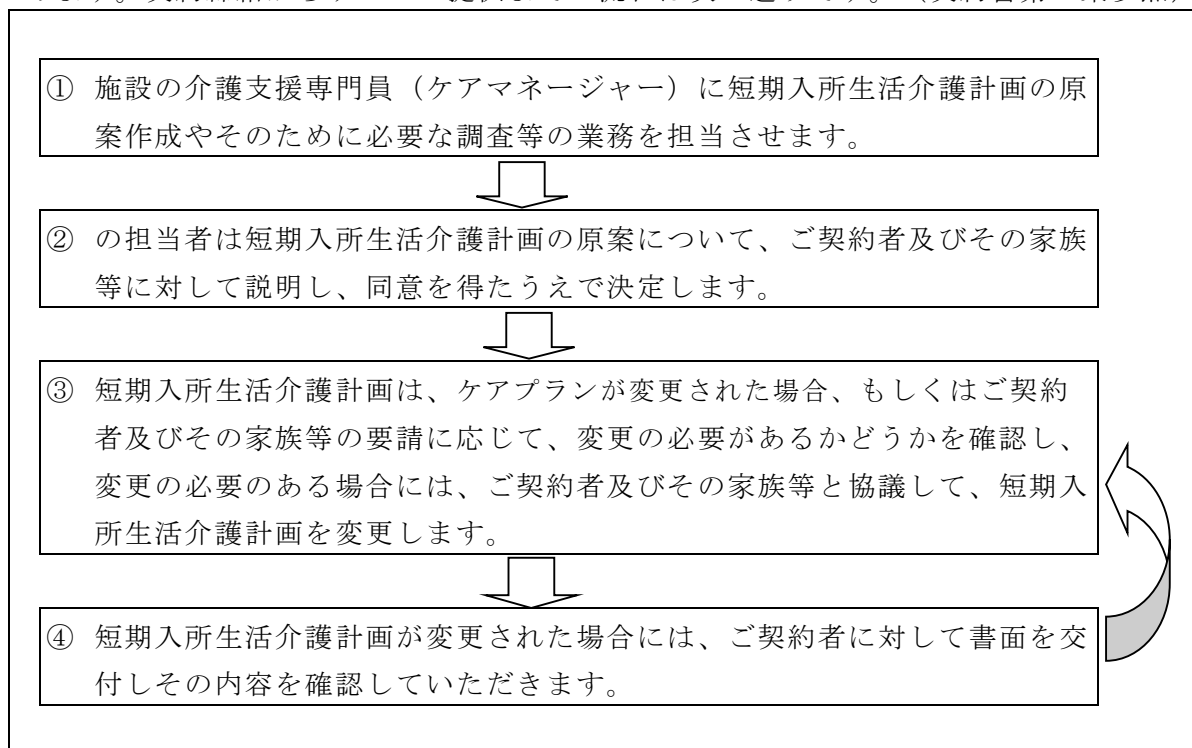 ① 施設の介護支援専門員（ケアマネージャー）に短期入所生活介護計画の原
案作成やそのために必要な調査等の業務を担当させます。
② の担当者は短期入所生活介護計画の原案について、ご契約者及びその家族
等に対して説明し、同意を得たうえで決定します。
③ 短期入所生活介護計画は、ケアプランが変更された場合、もしくはご契約
者及びその家族等の要請に応じて、変更の必要があるかどうかを確認し、
変更の必要のある場合には、ご契約者及びその家族等と協議して、短期入
所生活介護計画を変更します。
④ 短期入所生活介護計画が変更された場合には、ご契約者に対して書面を交
付しその内容を確認していただきます。